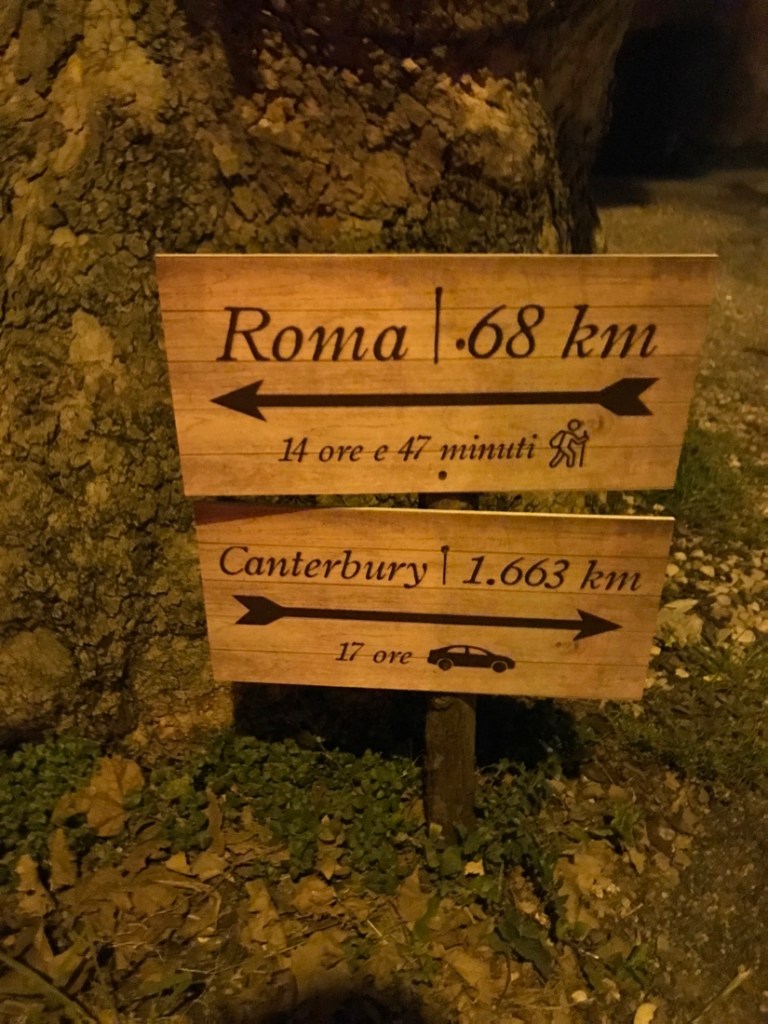 Roma | .68 km
14 ore e 47 minuti
Canterbury | 1.663 km
17 ore